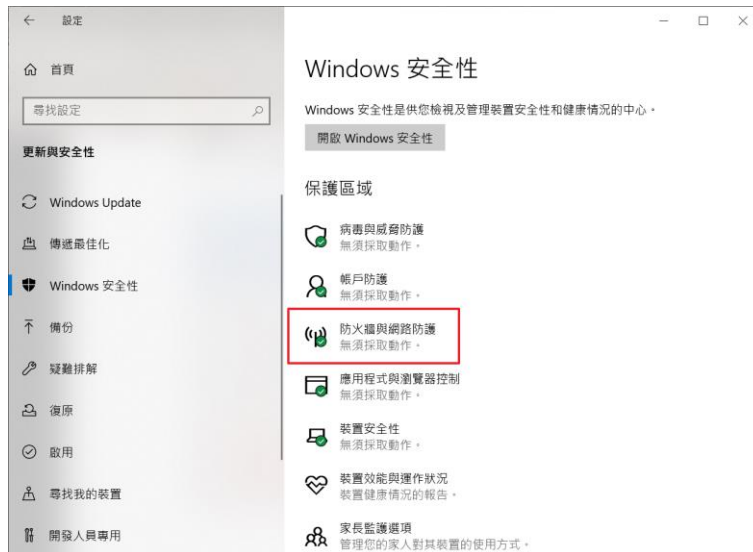 設定
首頁
尋找設定
更新與安全性
Windows Update
傳遞最佳化
Windows 安全性
備份
疑難排解
復原
啟用
尋找我的裝置
開發人員專用
Windows 安全性
Windows 安全性是供您檢視及管理裝置安全性和健康情況的中心。
開啟 Windows 安全性
保護區域
病毒與威脅防護
無須採取動作。
帳戶防護
無須採取動作。
防火牆與網路防護
無須採取動作。
應用程式與瀏覽器控制
無須採取動作。
裝置安全性
無須採取動作。
裝置效能與運作狀況
裝置健康情況的報告。
家長監護選項
管理您的家人對其裝置的使用方式。